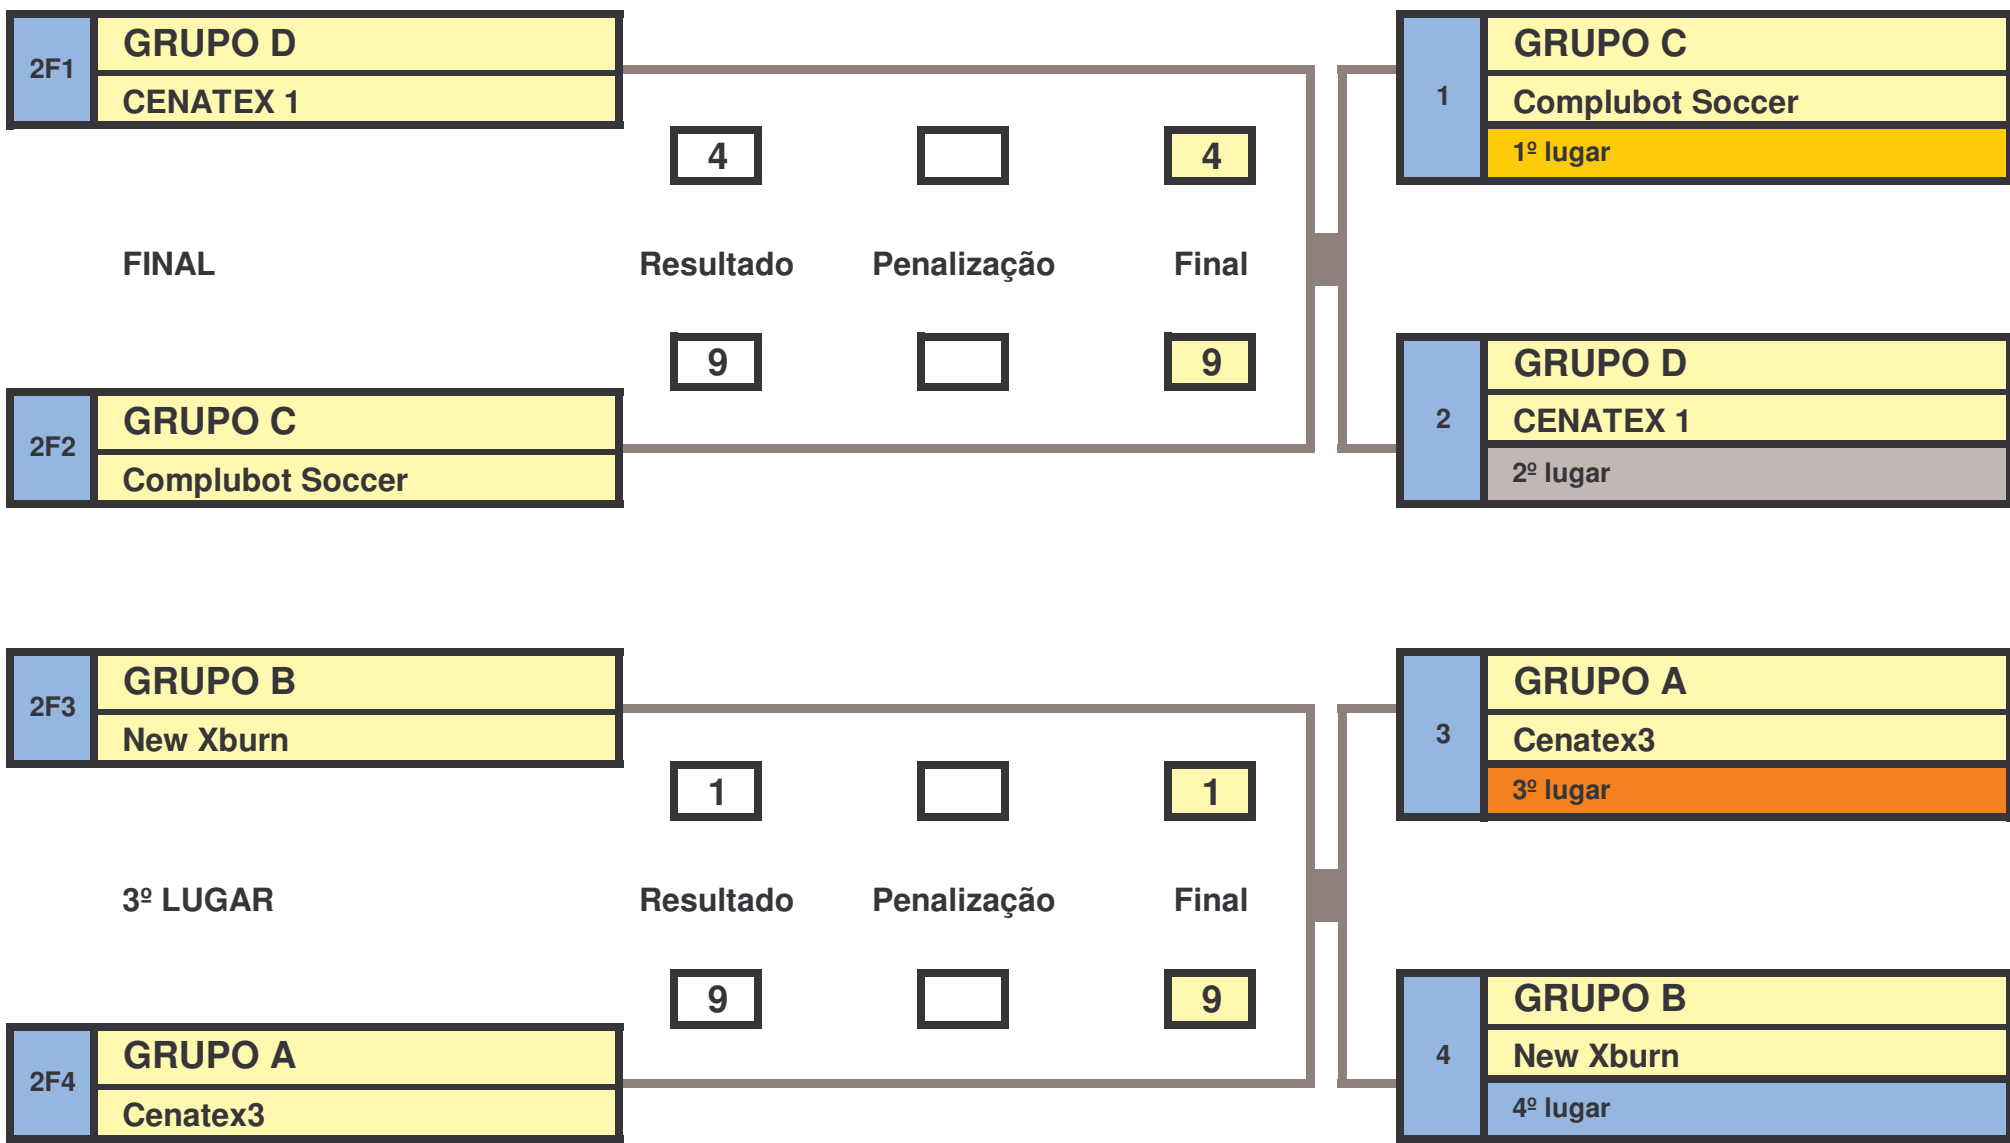 2F1
GRUPO D
CENATEX 1
4
4
FINAL
Resultado Penalização Final
9
9
2F2
GRUPO C
Complubot Soccer
1
GRUPO C
Complubot Soccer
1º lugar
2
GRUPO D
CENATEX 1
2º lugar
2F3
GRUPO B
New Xburn
1
1
3º LUGAR
Resultado Penalização Final
9
9
2F4
GRUPO A
Cenatex3
3
GRUPO A
Cenatex3
3º lugar
4
GRUPO B
New Xburn
4º lugar